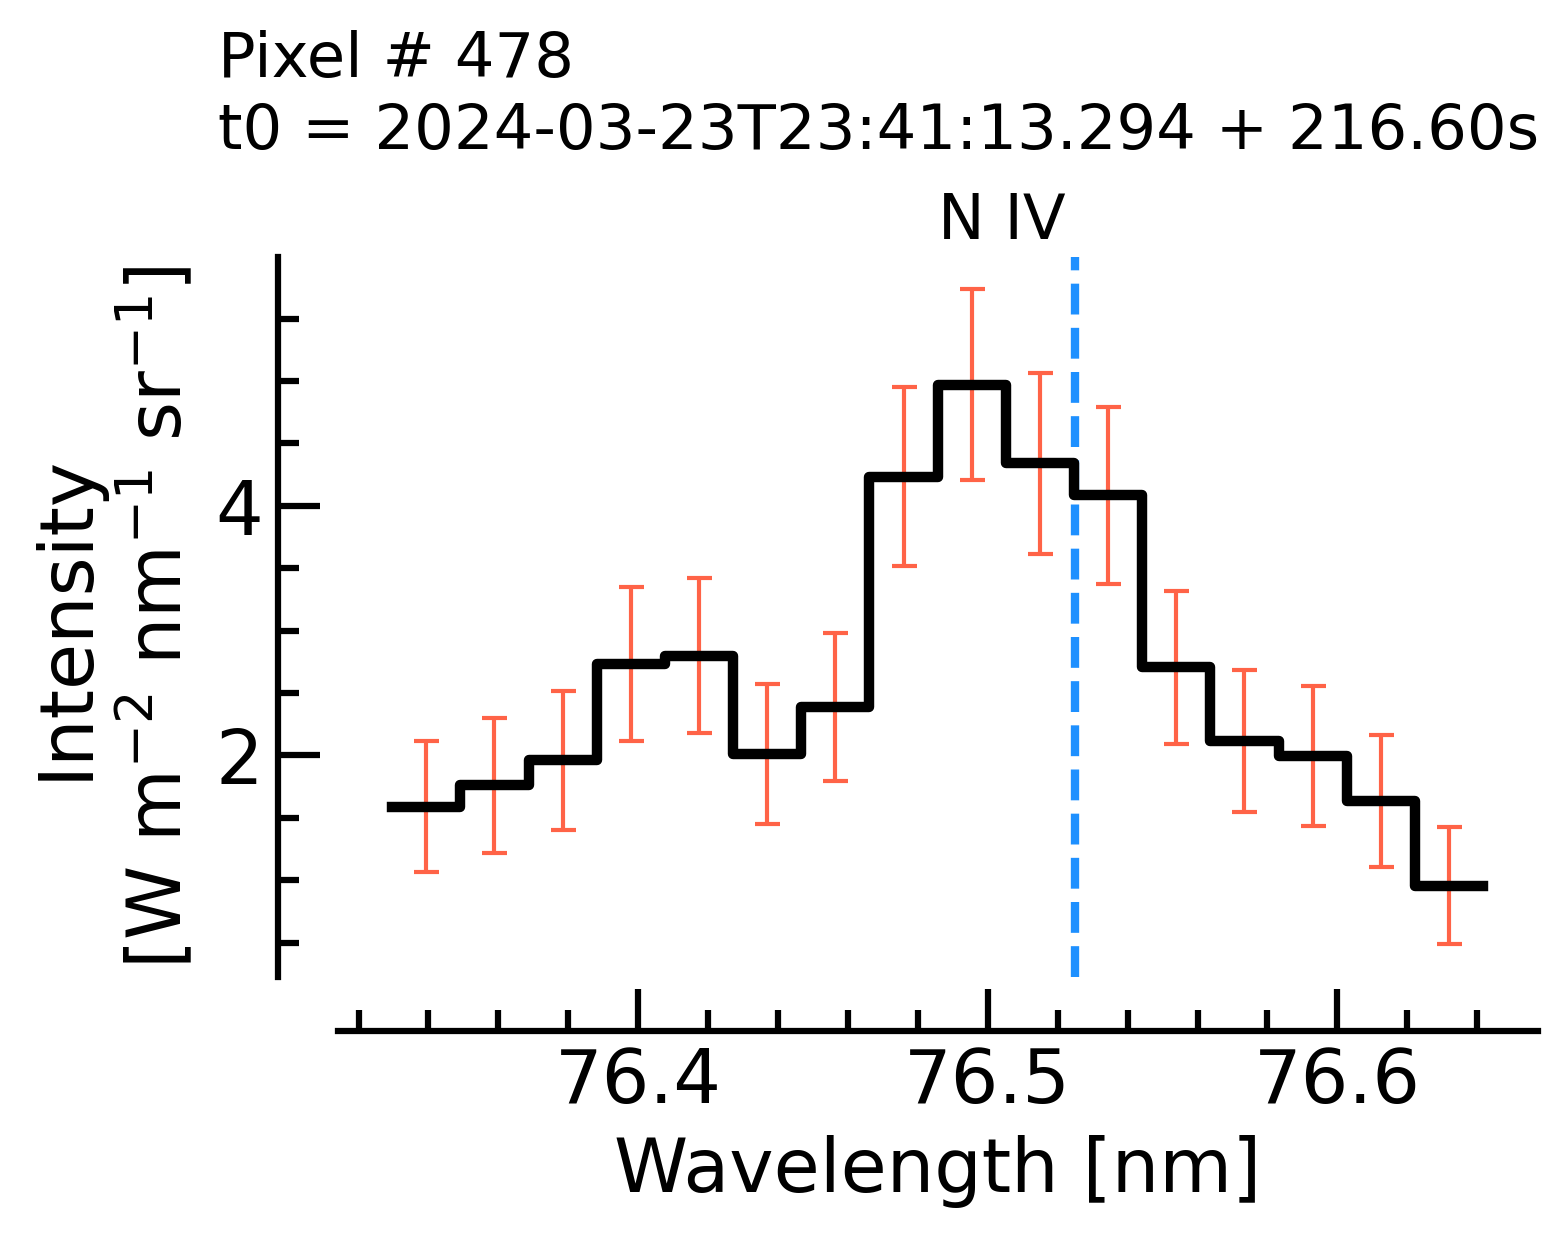 Pixel # 478
t0 = 2024-03-23T23:41:13.294 + 216.60s
N IV
Intensity
[W m⁻² nm⁻¹ sr⁻¹]
4
2
76.4 76.5 76.6
Wavelength [nm]